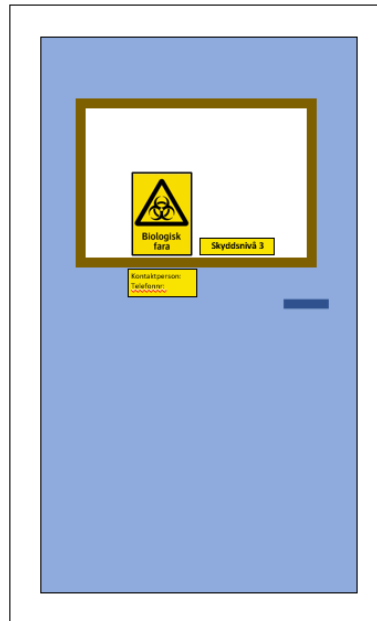 Biologisk
fara
Skyddsnivå 3
Kontaktperson:
Telefonnr: